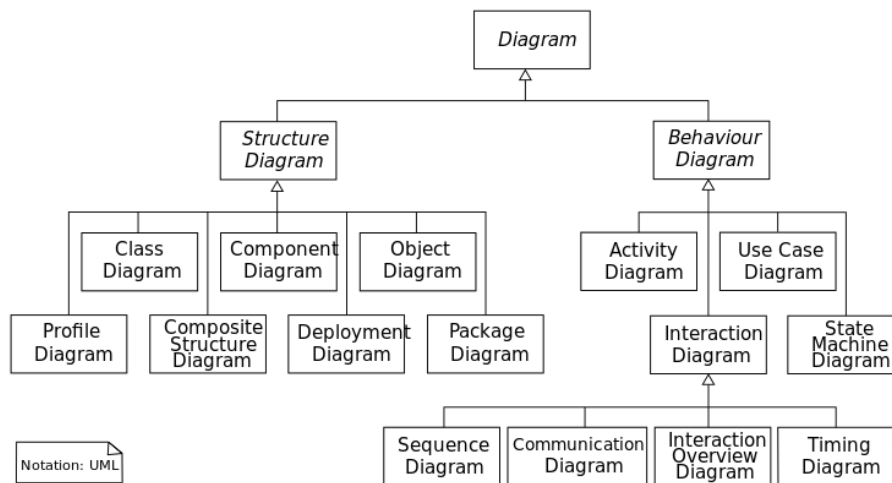 Diagram
Structure
Diagram
Behaviour
Diagram
Class
Diagram
Component
Diagram
Object
Diagram
Activity
Diagram
Use Case
Diagram
Profile
Diagram
Composite
Structure
Diagram
Deployment
Diagram
Package
Diagram
Interaction
Diagram
State
Machine
Diagram
Sequence
Diagram
Communication
Diagram
Interaction
Overview
Diagram
Timing
Diagram
Notation: UML